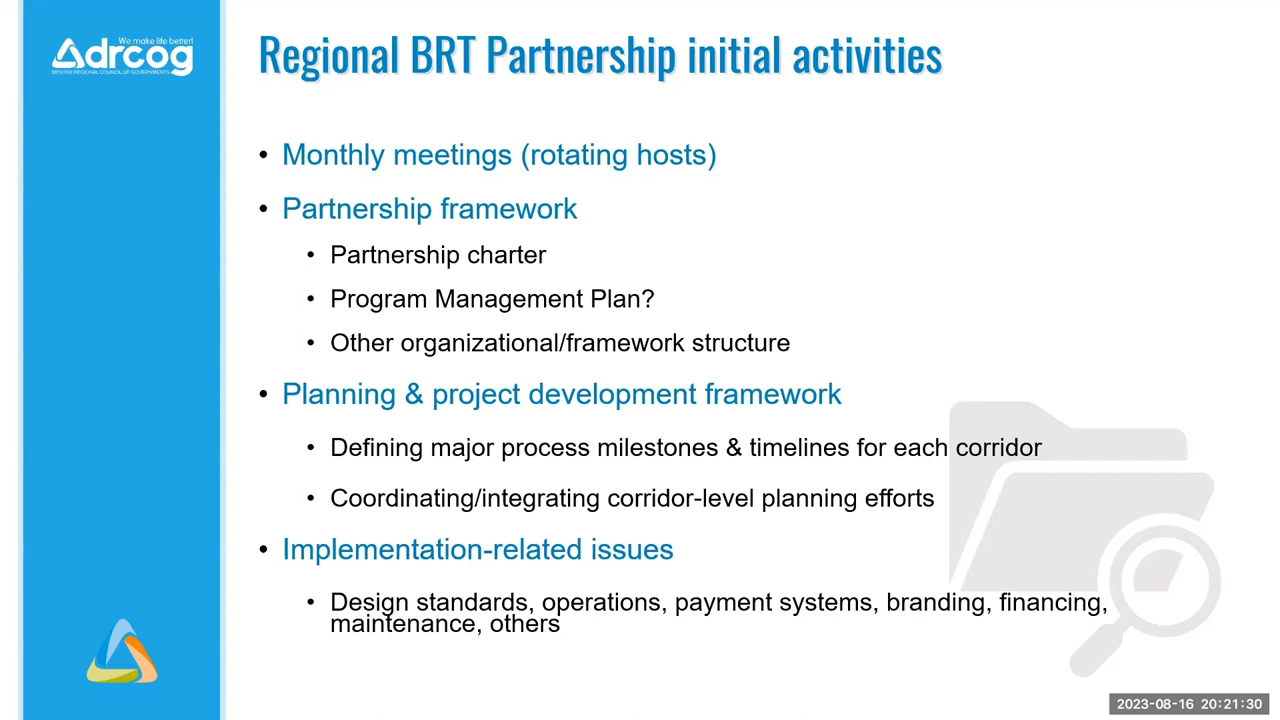 We make life better!
drcog
DENVER REGIONAL COUNCIL OF GOVERNMENTS
Regional BRT Partnership initial activities
• Monthly meetings (rotating hosts)
• Partnership framework
• Partnership charter
• Program Management Plan?
• Other organizational/framework structure
• Planning & project development framework
• Defining major process milestones & timelines for each corridor
• Coordinating/integrating corridor-level planning efforts
• Implementation-related issues
• Design standards, operations, payment systems, branding, financing,
maintenance, others
2023-08-16 20:21:30